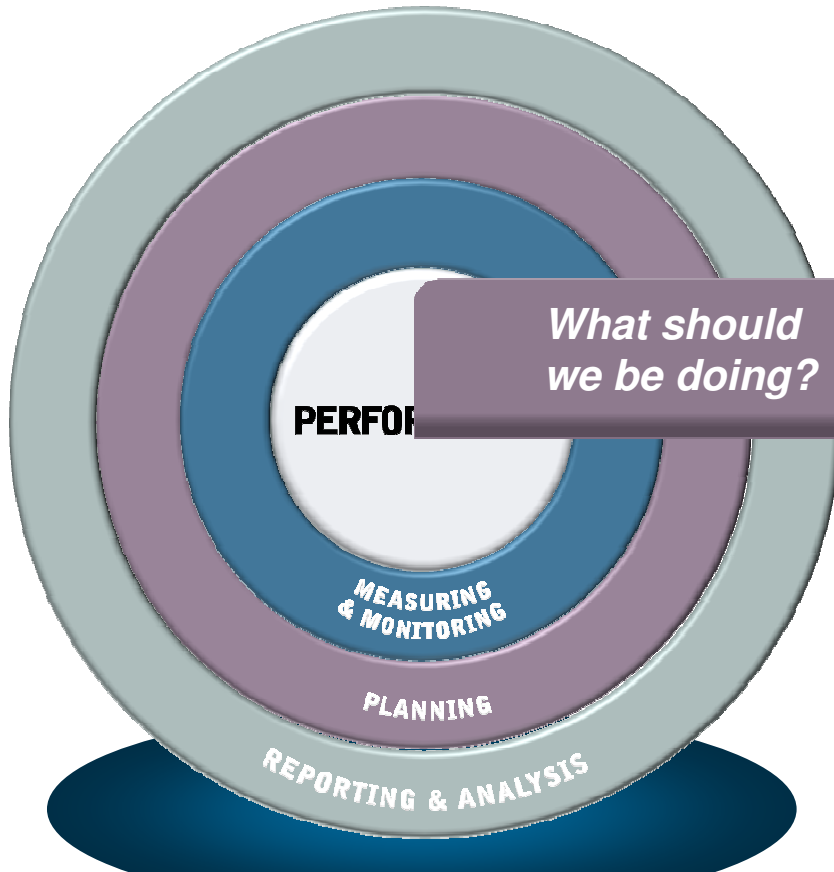 What should
we be doing?
PERFOR
MEASURING
& MONITORING
PLANNING
REPORTING & ANALYSIS